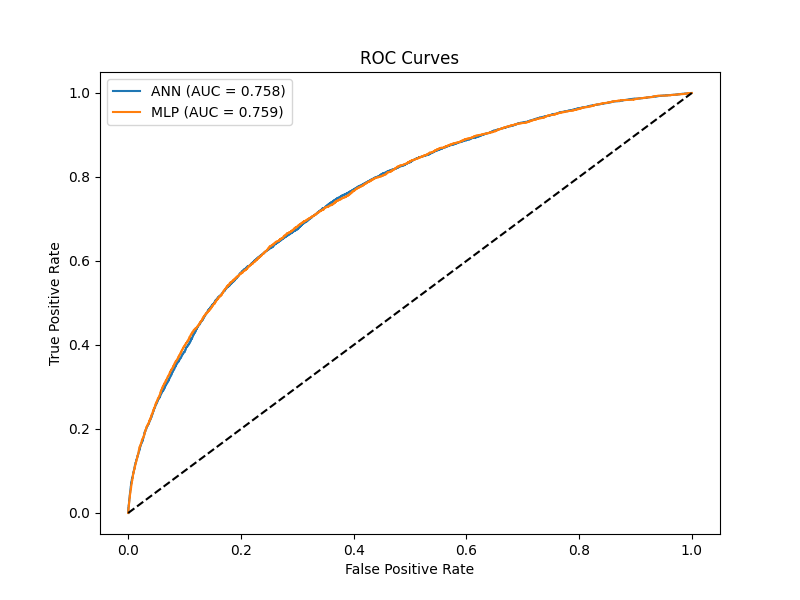 ROC Curves
ANN (AUC = 0.758)
MLP (AUC = 0.759)
True Positive Rate
1.0
0.8
0.6
0.4
0.2
0.0
0.0 0.2 0.4 0.6 0.8 1.0
False Positive Rate